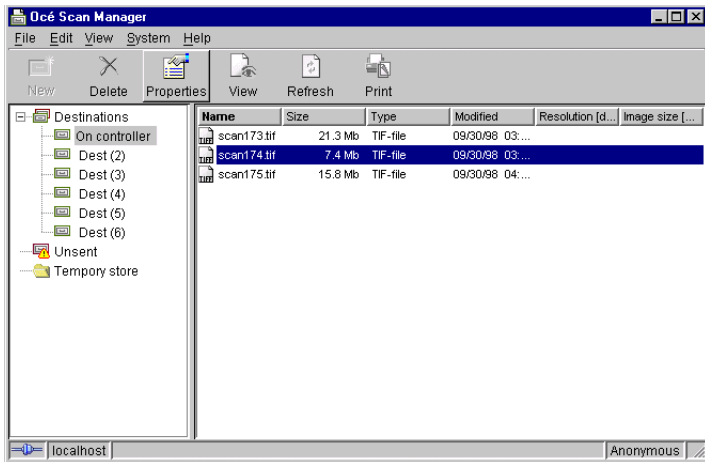 Océ Scan Manager
File Edit View System Help
New Delete Properties View Refresh Print
Destinations
On controller
Dest (2)
Dest (3)
Dest (4)
Dest (5)
Dest (6)
Unsent
Tempory store
Name Size Type Modified Resolution [d... Image size [...
TIFF scan173.tif 21.3 Mb TIF-file 09/30/98 03:...
TIFF scan174.tif 7.4 Mb TIF-file 09/30/98 03:...
TIFF scan175.tif 15.8 Mb TIF-file 09/30/98 04:...
localhost Anonymous